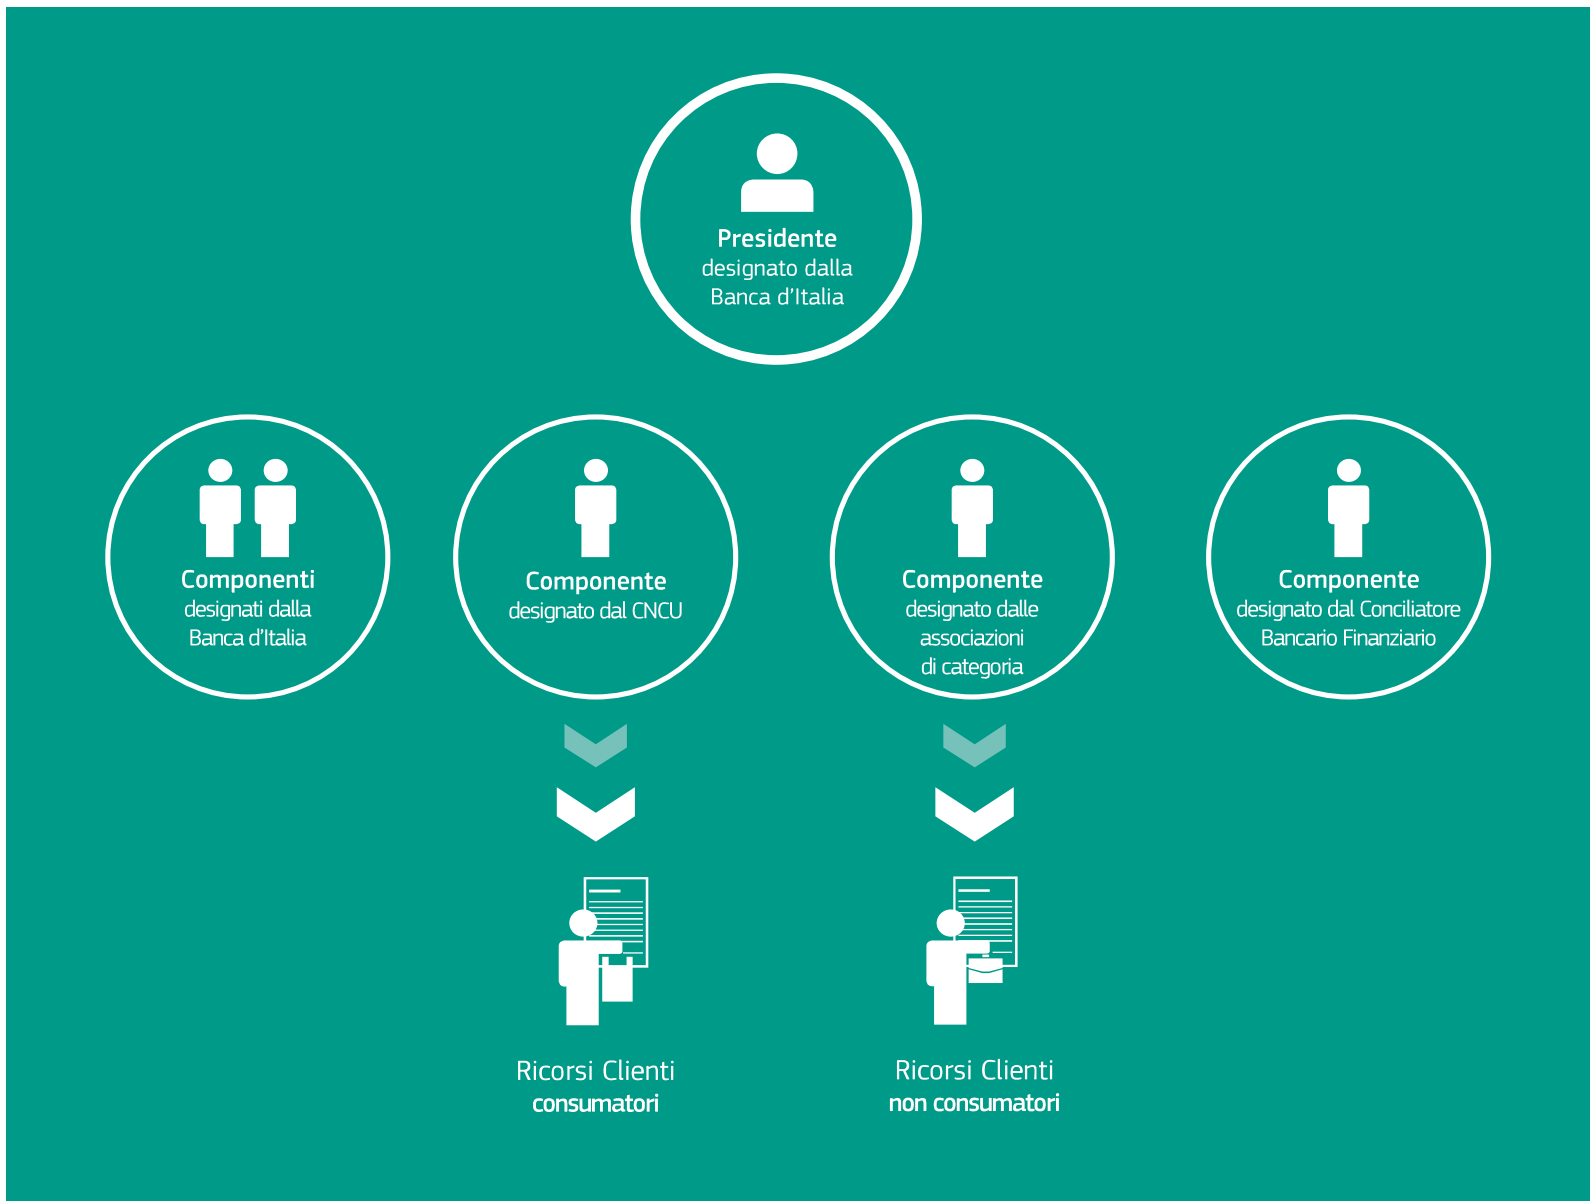 Presidente
designato dalla
Banca d’Italia
Componenti
designati dalla
Banca d’Italia
Componente
designato dal CNCU
Componente
designato dalle
associazioni
di categoria
Componente
designato dal Conciliatore
Bancario Finanziario
Ricorsi Clienti
consumatori
Ricorsi Clienti
non consumatori